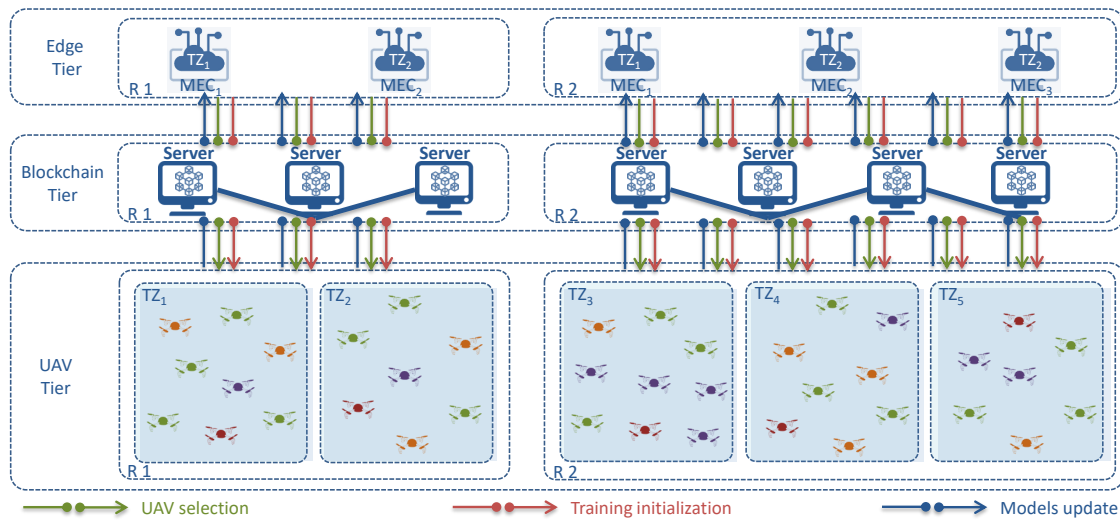 Edge
Tier
TZ1
MEC1
TZ2
MEC2
R 1
TZ1
MEC1
TZ2
MEC2
TZ2
MEC3
R 2
Blockchain
Tier
Server
Server
Server
R 1
Server
Server
Server
Server
R 2
UAV
Tier
TZ1
TZ2
R 1
TZ3
TZ4
TZ5
R 2
UAV selection
Training initialization
Models update